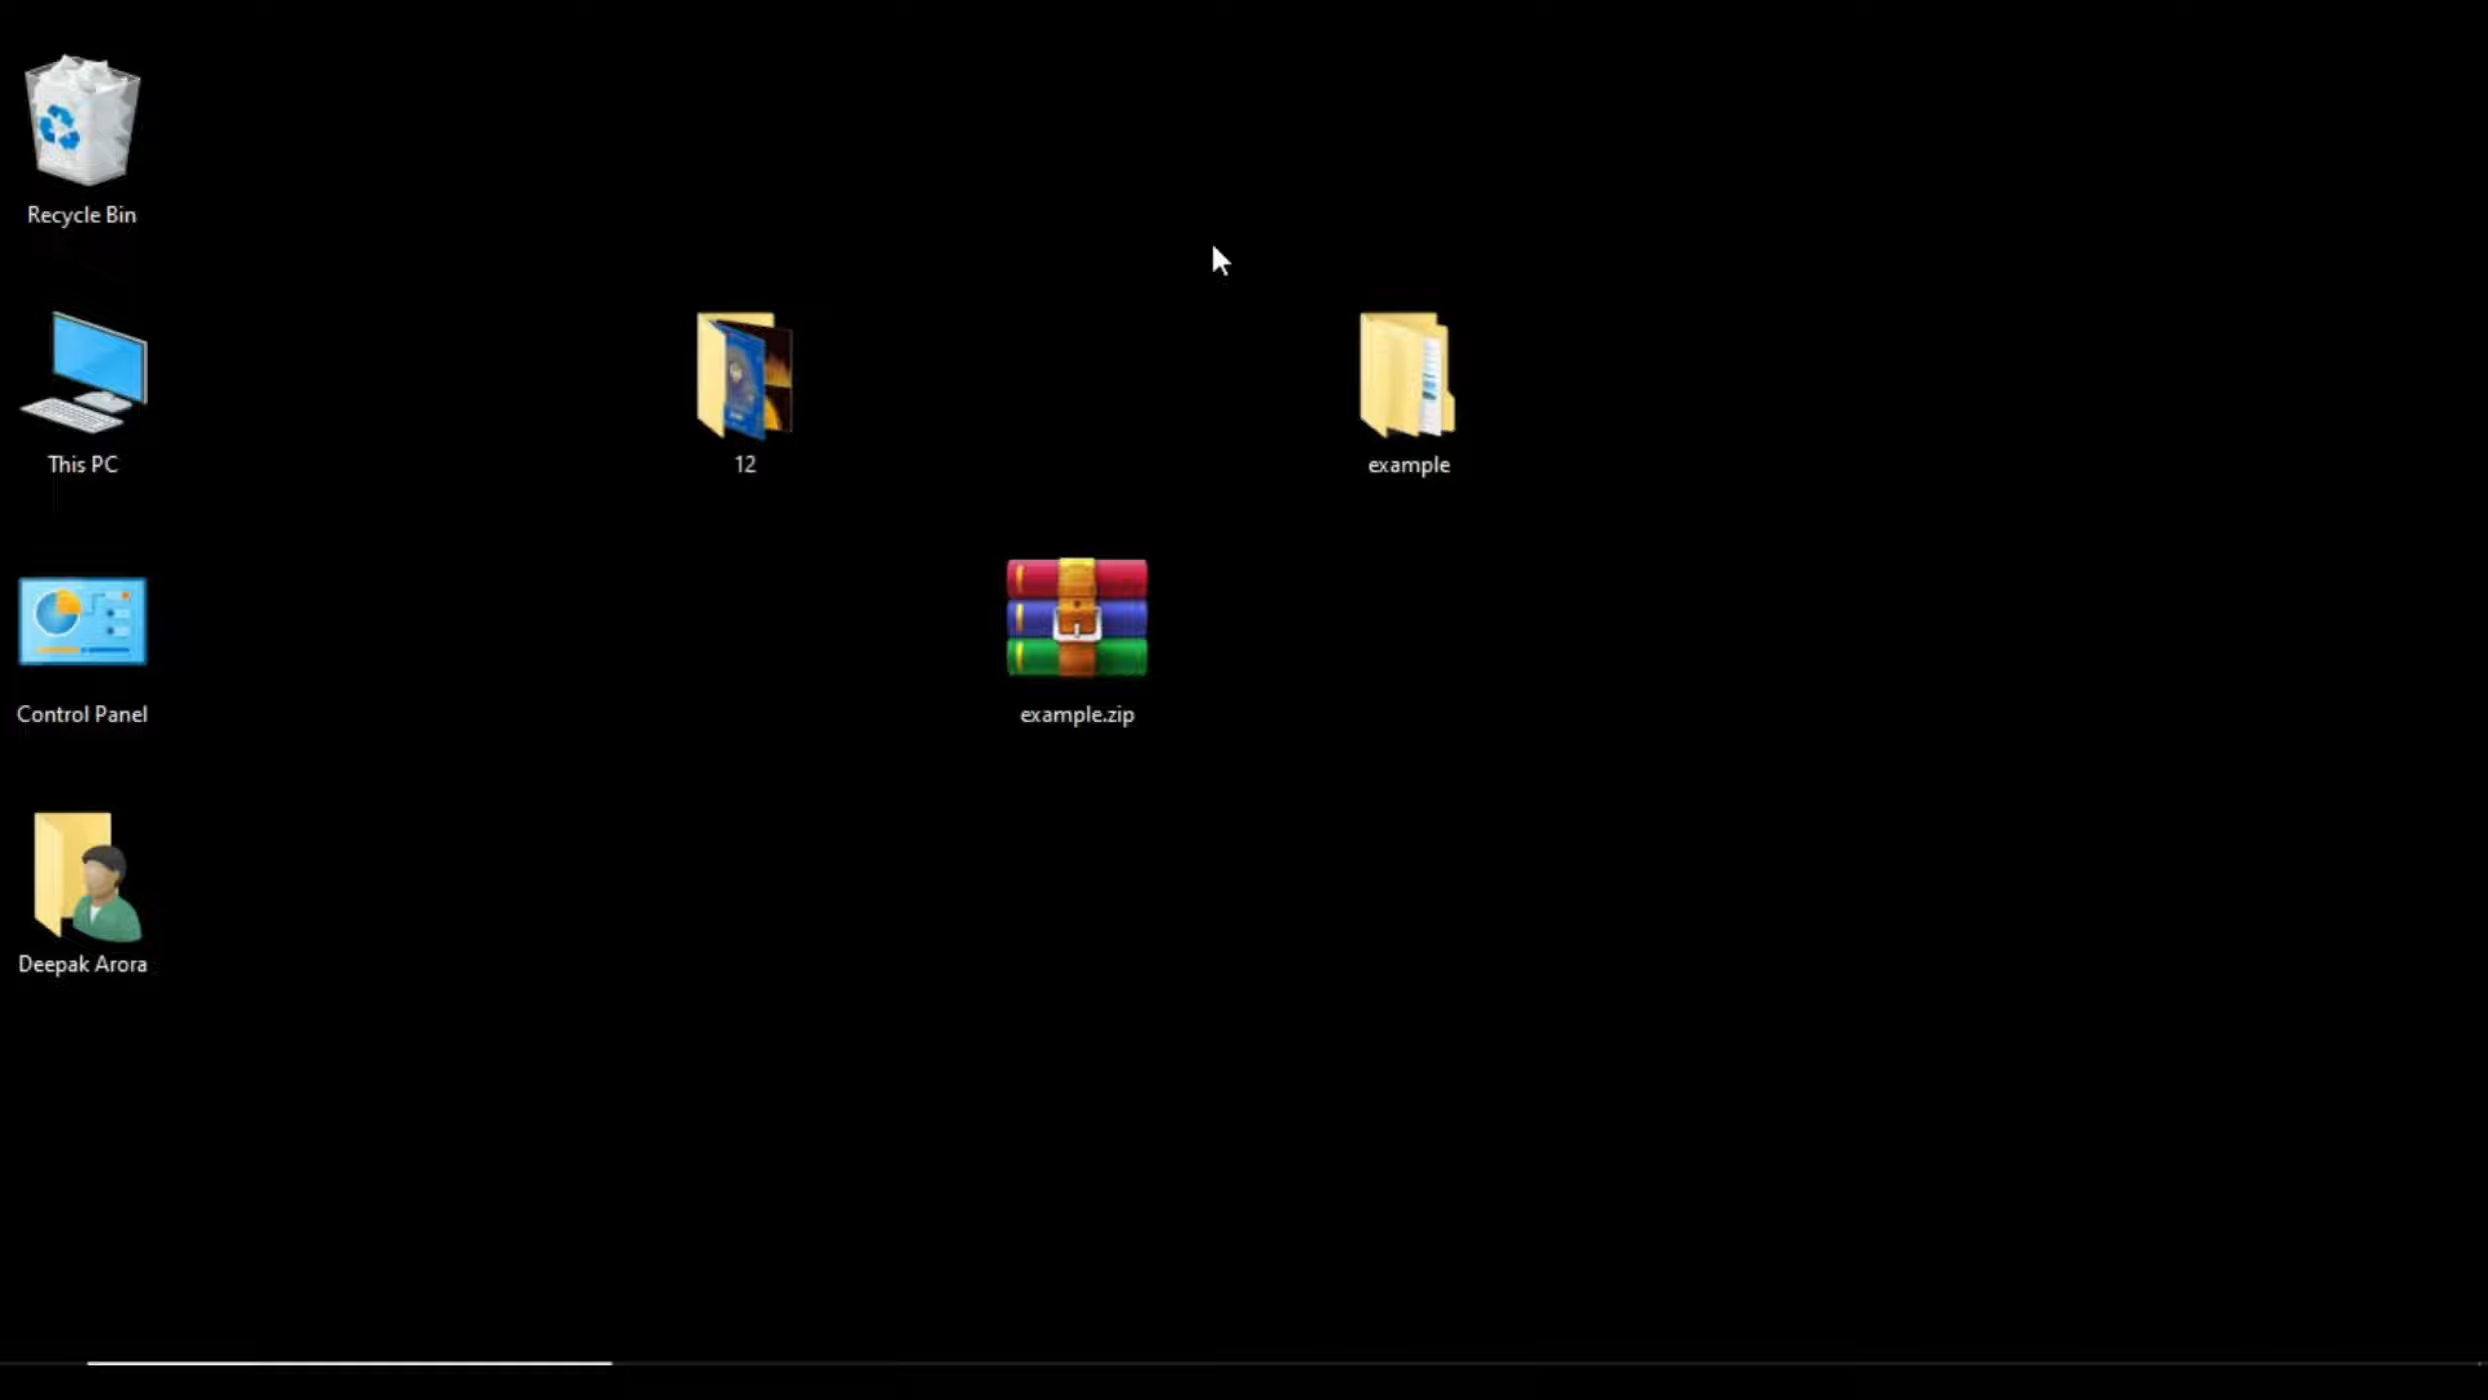 Recycle Bin
This PC
12
example
Control Panel
example.zip
Deepak Arora